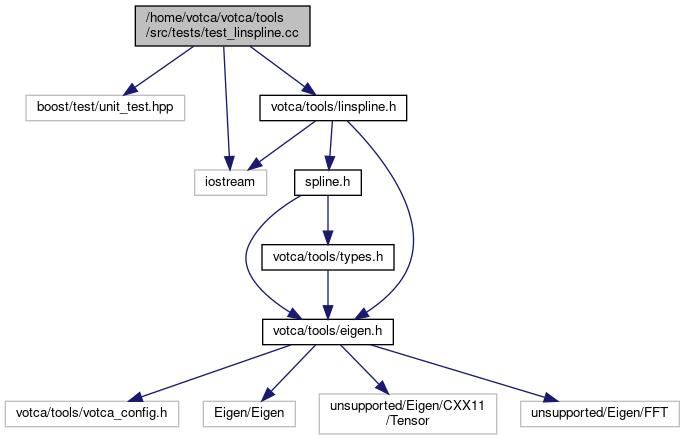 /home/votca/votca/tools
/src/tests/test_linspline.cc
boost/test/unit_test.hpp
votca/tools/linspline.h
iostream
spline.h
votca/tools/types.h
votca/tools/eigen.h
votca/tools/votca_config.h
Eigen/Eigen
unsupported/Eigen/CXX11
/Tensor
unsupported/Eigen/FFT